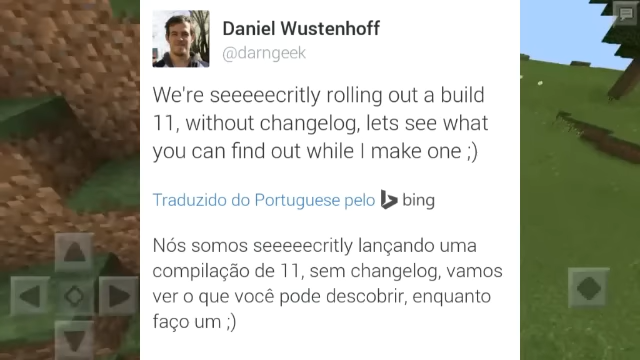 Daniel Wustenhoff
@darngeek
We're seeeeecritly rolling out a build
11, without changelog, lets see what
you can find out while I make one ;)
Traduzido do Portuguese pelo bing
Nós somos seeeeecritly lançando uma
compilação de 11, sem changelog, vamos
ver o que você pode descobrir, enquanto
faço um ;)